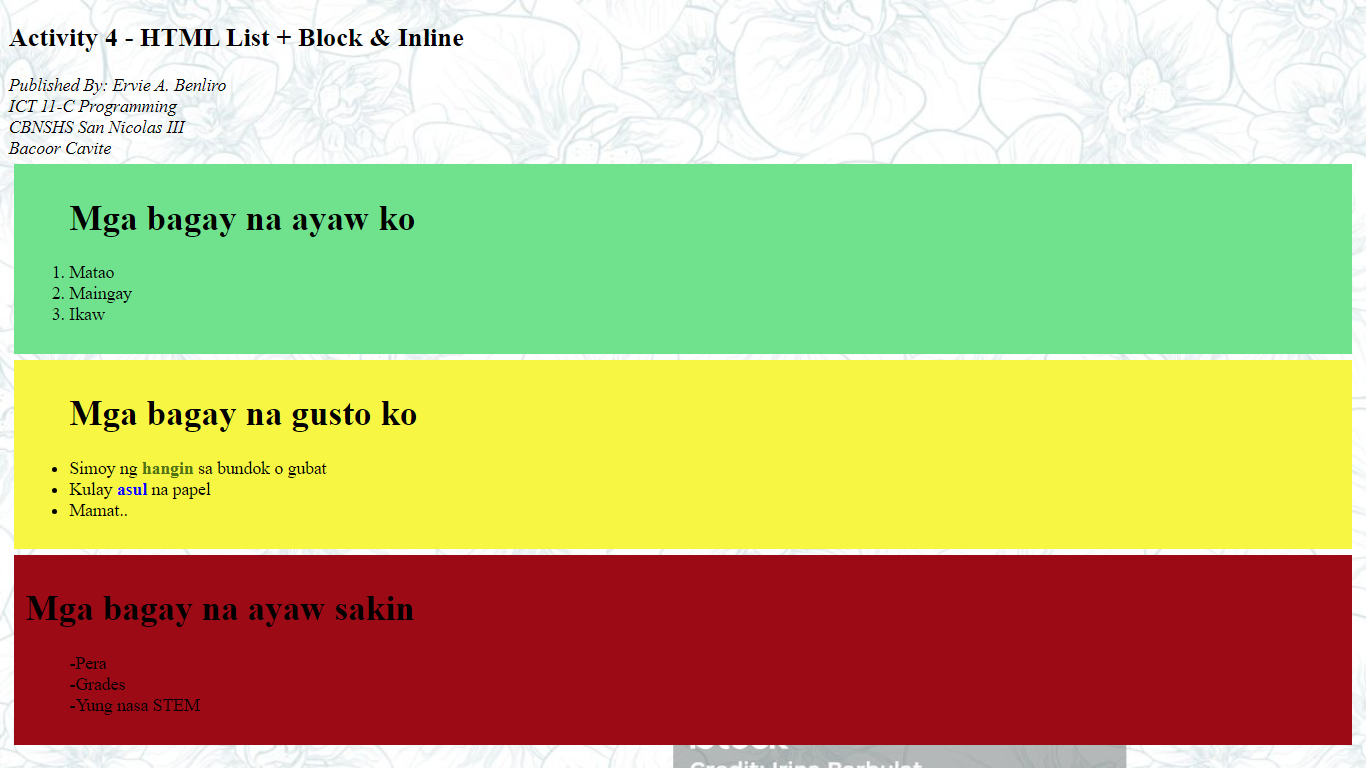 Activity 4 - HTML List + Block & Inline
Published By: Ervie A. Benliro
ICT 11-C Programming
CBNSHS San Nicolas III
Bacoor Cavite
Mga bagay na ayaw ko
1. Matao
2. Maingay
3. Ikaw
Mga bagay na gusto ko
• Simoy ng hangin sa bundok o gubat
• Kulay asul na papel
• Mamat..
Mga bagay na ayaw sakin
-Pera
-Grades
-Yung nasa STEM
iStock
Credit: Irina Barbulat